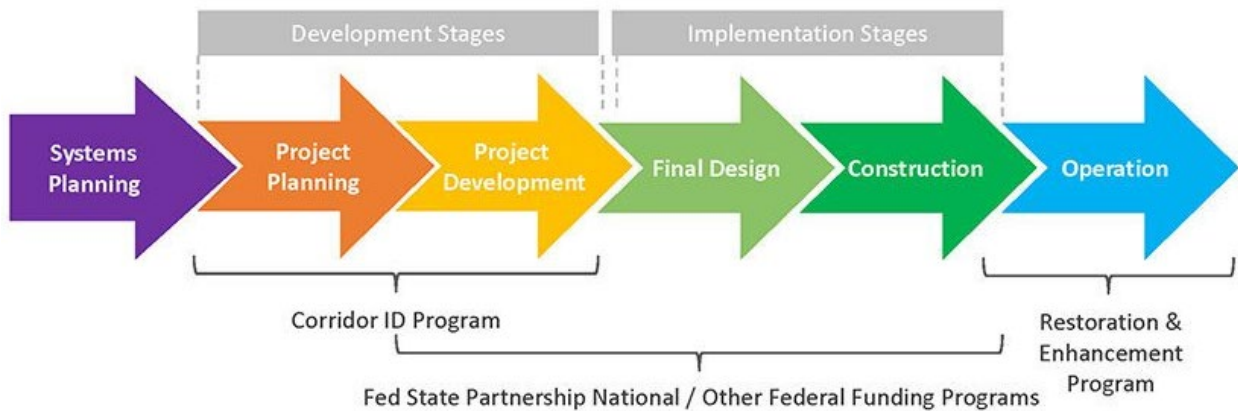 Development Stages
Implementation Stages
Systems
Planning
Project
Planning
Project
Development
Final Design
Construction
Operation
Corridor ID Program
Restoration &
Enhancement
Program
Fed State Partnership National / Other Federal Funding Programs